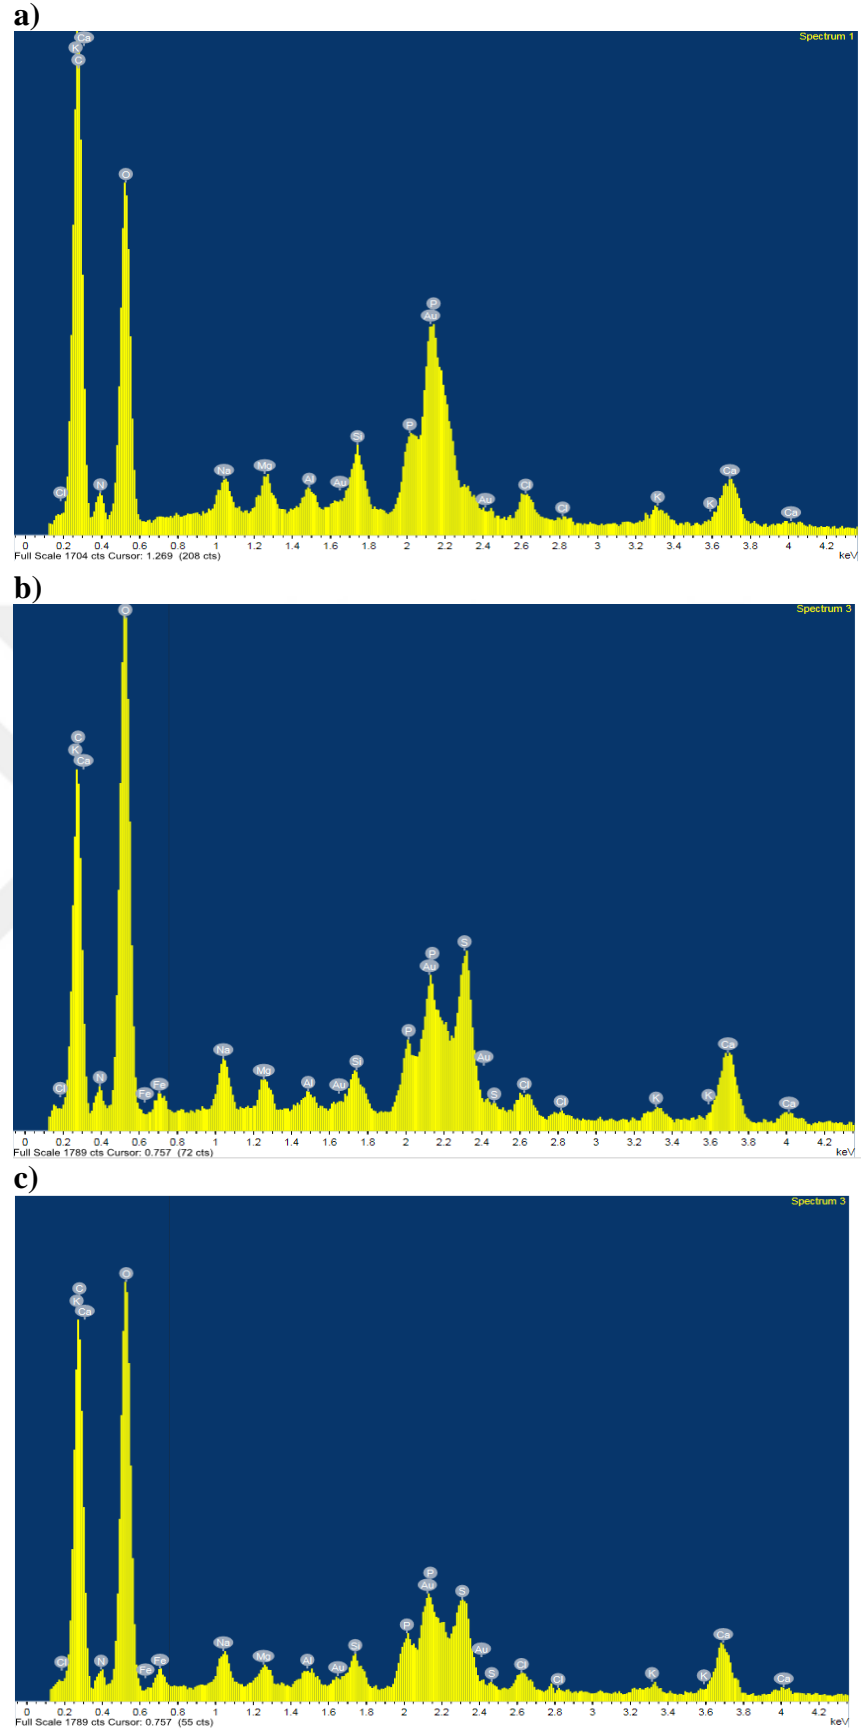 a)
Spectrum 1
Ca
K
C
O
P
Au
P
Si
Na
Mg
Al
Au
Cl
N
Au
Cl
Cl
K
K
Ca
Ca
0 0.2 0.4 0.6 0.8 1 1.2 1.4 1.6 1.8 2 2.2 2.4 2.6 2.8 3 3.2 3.4 3.6 3.8 4 4.2
Full Scale 1704 cts Cursor: 1.269 (208 cts) keV
b)
Spectrum 3
O
C
K
Ca
S
P
Au
P
Au
Na
Si
Mg
Al
Au
Cl
N
Fe
Fe
S
Cl
Cl
K
K
Ca
Ca
0 0.2 0.4 0.6 0.8 1 1.2 1.4 1.6 1.8 2 2.2 2.4 2.6 2.8 3 3.2 3.4 3.6 3.8 4 4.2
Full Scale 1789 cts Cursor: 0.757 (72 cts) keV
c)
Spectrum 3
O
C
K
Ca
P
Au
S
P
Au
Na
Si
Mg
Al
Au
Cl
N
Fe
Fe
S
Cl
Cl
K
K
Ca
Ca
0 0.2 0.4 0.6 0.8 1 1.2 1.4 1.6 1.8 2 2.2 2.4 2.6 2.8 3 3.2 3.4 3.6 3.8 4 4.2
Full Scale 1789 cts Cursor: 0.757 (55 cts) keV